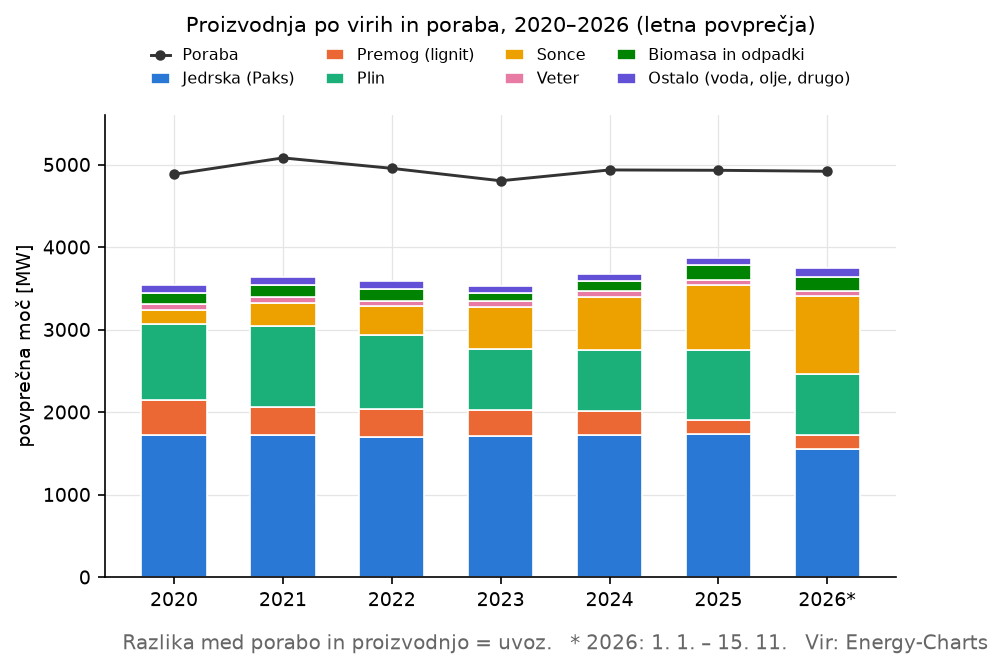 Proizvodnja po virih in poraba, 2020–2026 (letna povprečja)
Poraba Premog (lignit) Sonce Biomasa in odpadki
Jedrska (Paks) Plin Veter Ostalo (voda, olje, drugo)
povprečna moč [MW]
5000
4000
3000
2000
1000
0
2020 2021 2022 2023 2024 2025 2026*
Razlika med porabo in proizvodnjo = uvoz. * 2026: 1. 1. – 15. 11. Vir: Energy-Charts